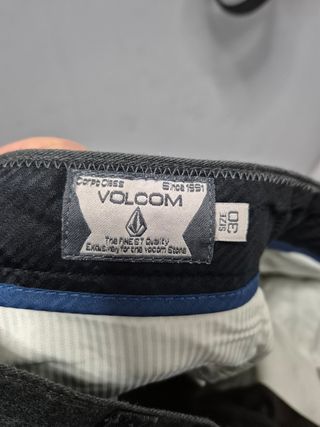 Corpo Class Since 1991
VOLCOM
The FINEST Quality
Exclusively for the Volcom Stone
SIZE
30